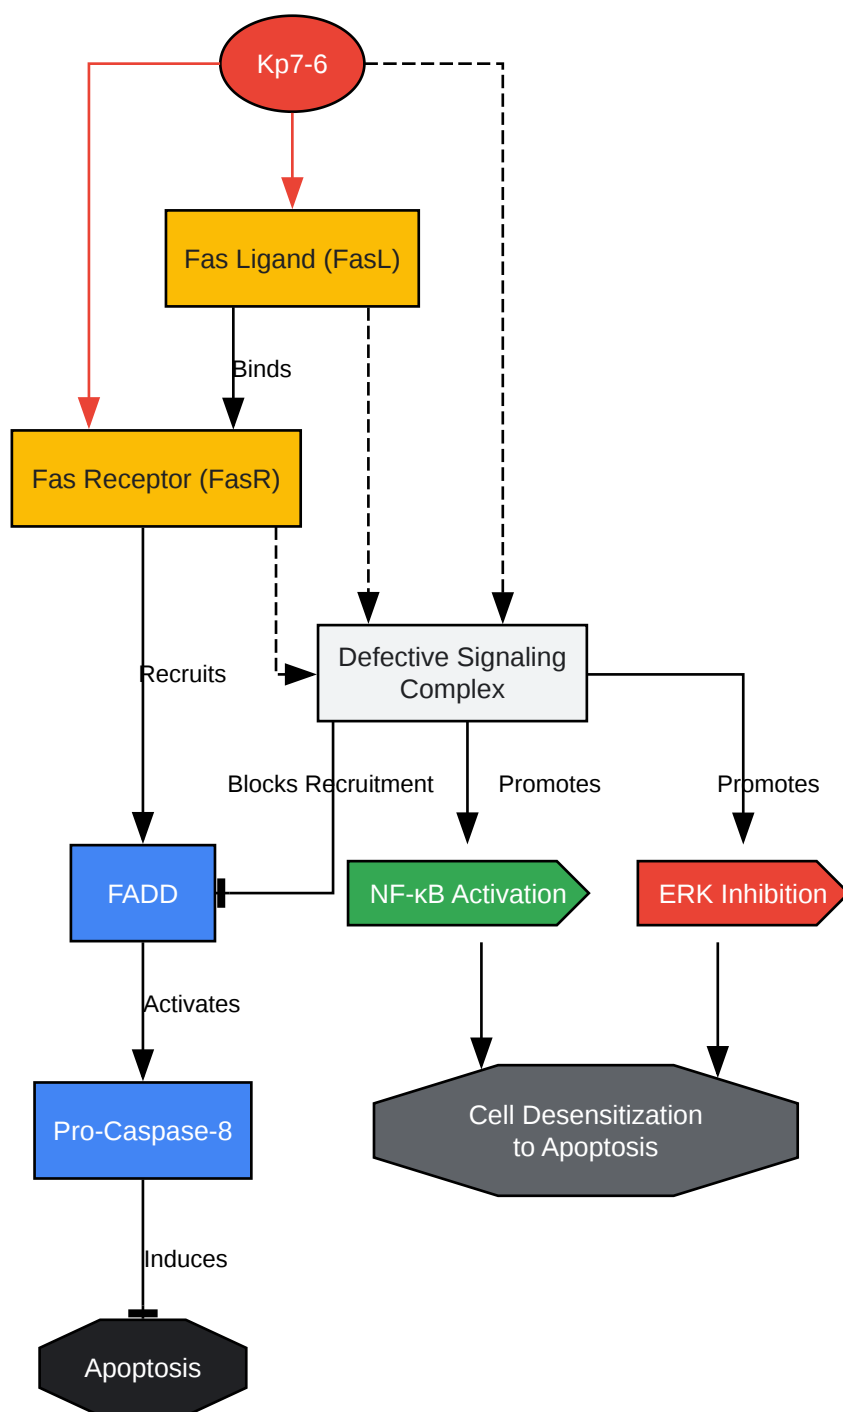 Kp7-6
Fas Ligand (FasL)
Binds
Fas Receptor (FasR)
Defective Signaling
Complex
Recruits
Blocks Recruitment
Promotes
Promotes
FADD
NF-κB Activation
ERK Inhibition
Activates
Pro-Caspase-8
Cell Desensitization
to Apoptosis
Induces
Apoptosis